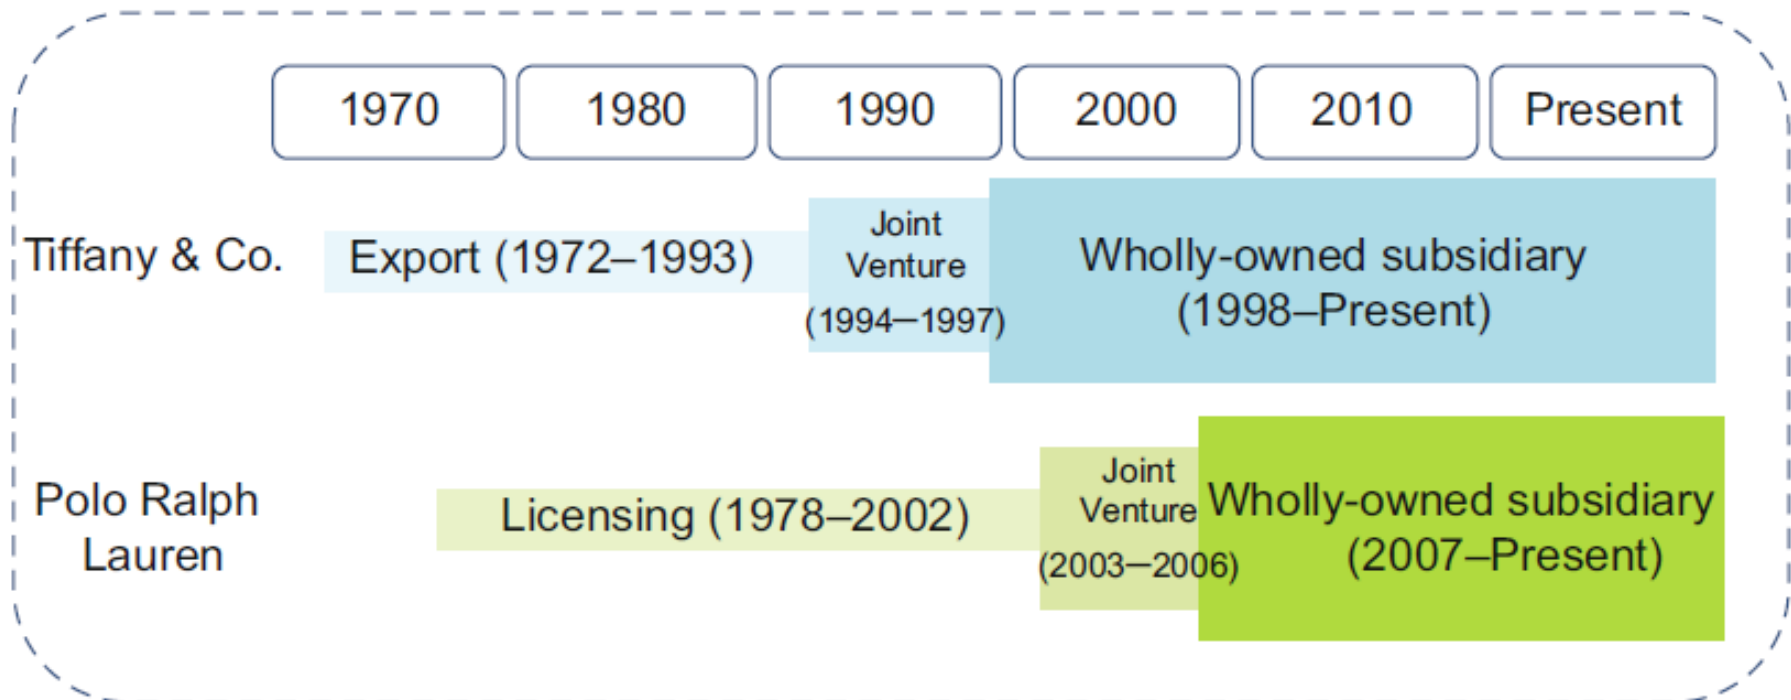 1970
1980
1990
2000
2010
Present
Tiffany & Co.
Export (1972–1993)
Joint
Venture
(1994–1997)
Wholly-owned subsidiary
(1998–Present)
Polo Ralph
Lauren
Licensing (1978–2002)
Joint
Venture
(2003–2006)
Wholly-owned subsidiary
(2007–Present)